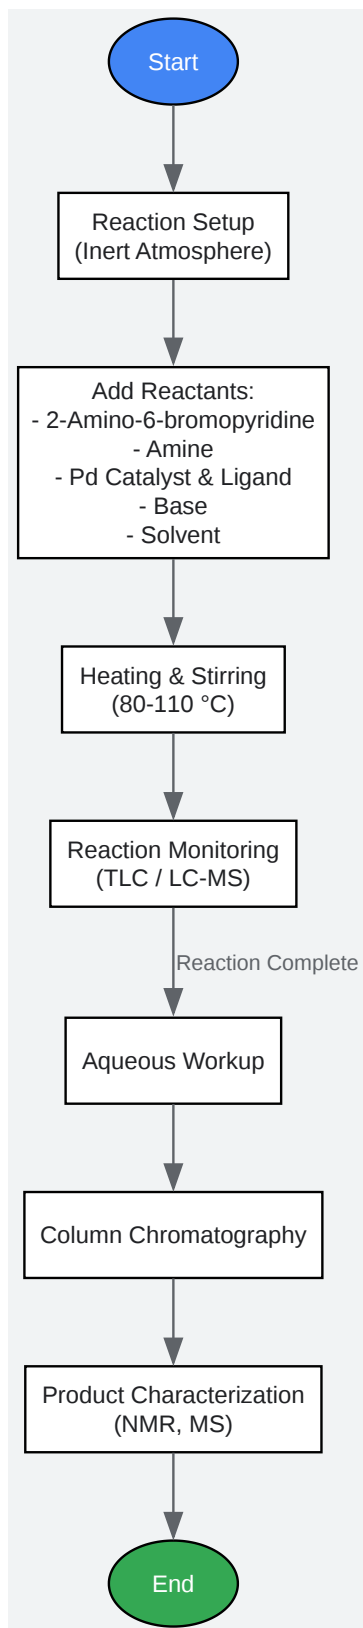 Start
Reaction Setup
(Inert Atmosphere)
Add Reactants:
- 2-Amino-6-bromopyridine
- Amine
- Pd Catalyst & Ligand
- Base
- Solvent
Heating & Stirring
(80-110 °C)
Reaction Monitoring
(TLC / LC-MS)
Reaction Complete
Aqueous Workup
Column Chromatography
Product Characterization
(NMR, MS)
End